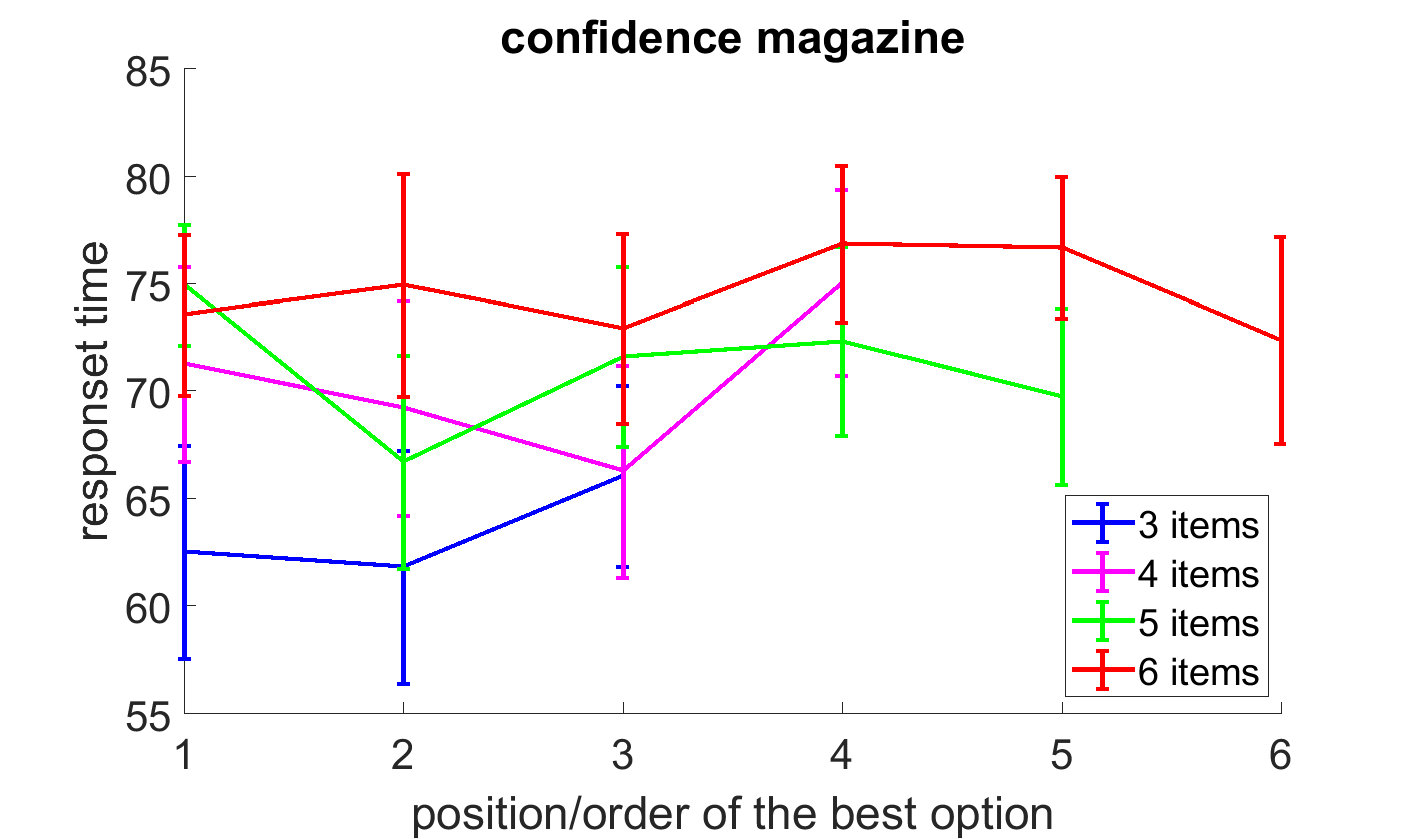 confidence magazine
85
80
75
70
65
60
55
responset time
1 2 3 4 5 6
position/order of the best option
3 items
4 items
5 items
6 items